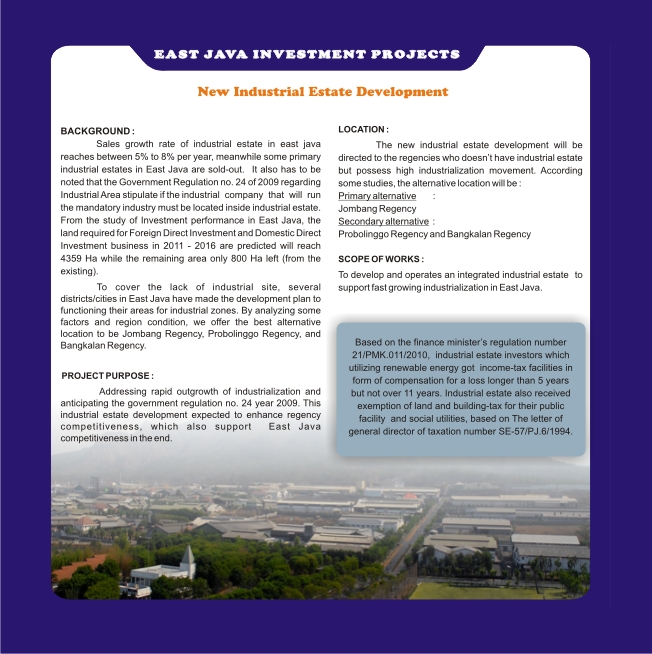 EAST JAVA INVESTMENT PROJECTS
New Industrial Estate Development
BACKGROUND :
Sales growth rate of industrial estate in east java
reaches between 5% to 8% per year, meanwhile some primary
industrial estates in East Java are sold-out. It also has to be
noted that the Government Regulation no. 24 of 2009 regarding
Industrial Area stipulate if the industrial company that will run
the mandatory industry must be located inside industrial estate.
From the study of Investment performance in East Java, the
land required for Foreign Direct Investment and Domestic Direct
Investment business in 2011 - 2016 are predicted will reach
4359 Ha while the remaining area only 800 Ha left (from the
existing).
To cover the lack of industrial site, several
districts/cities in East Java have made the development plan to
functioning their areas for industrial zones. By analyzing some
factors and region condition, we offer the best alternative
location to be Jombang Regency, Probolinggo Regency, and
Bangkalan Regency.
PROJECT PURPOSE :
Addressing rapid outgrowth of industrialization and
anticipating the government regulation no. 24 year 2009. This
industrial estate development expected to enhance regency
competitiveness, which also support East Java
competitiveness in the end.
LOCATION :
The new industrial estate development will be
directed to the regencies who doesn't have industrial estate
but possess high industrialization movement. According
some studies, the alternative location will be :
Primary alternative :
Jombang Regency
Secondary alternative :
Probolinggo Regency and Bangkalan Regency
SCOPE OF WORKS :
To develop and operates an integrated industrial estate to
support fast growing industrialization in East Java.
Based on the finance minister's regulation number
21/PMK.011/2010, industrial estate investors which
utilizing renewable energy got income-tax facilities in
form of compensation for a loss longer than 5 years
but not over 11 years. Industrial estate also received
exemption of land and building-tax for their public
facility and social utilities, based on The letter of
general director of taxation number SE-57/PJ.6/1994.